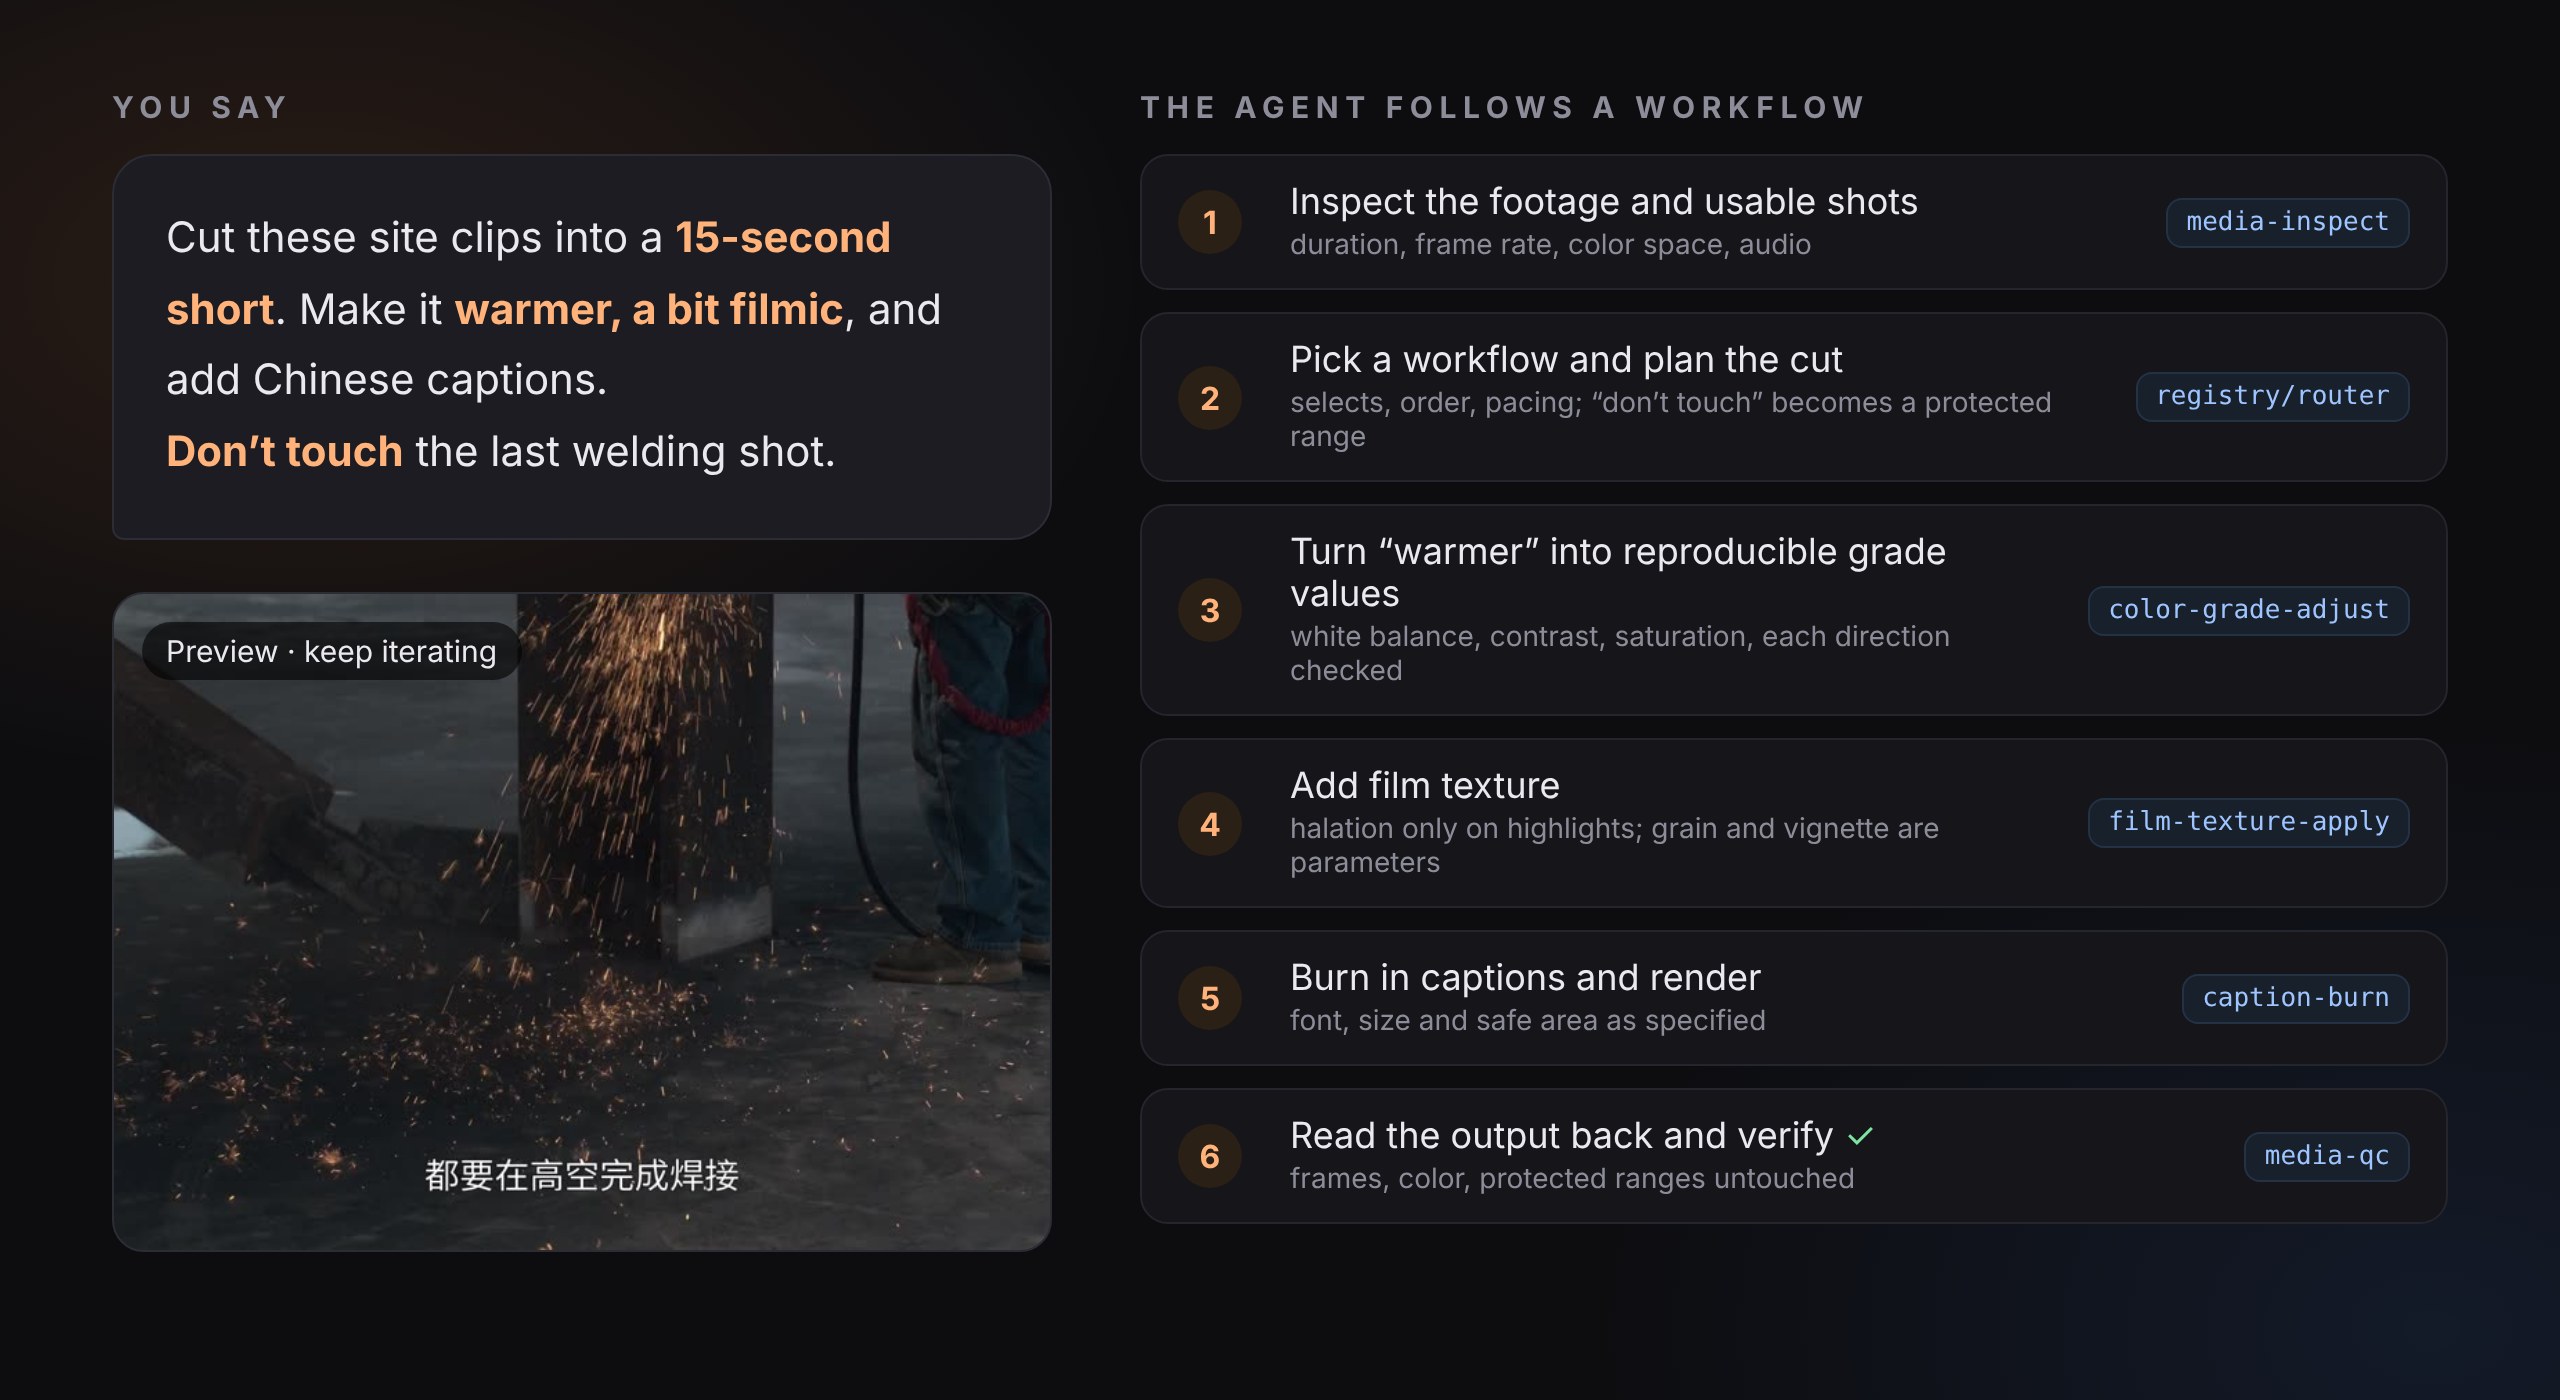 YOU SAY
Cut these site clips into a 15-second
short. Make it warmer, a bit filmic, and
add Chinese captions.
Don’t touch the last welding shot.
Preview · keep iterating
都要在高空完成焊接
THE AGENT FOLLOWS A WORKFLOW
1
Inspect the footage and usable shots
duration, frame rate, color space, audio
media-inspect
2
Pick a workflow and plan the cut
selects, order, pacing; “don’t touch” becomes a protected
range
registry/router
3
Turn “warmer” into reproducible grade
values
white balance, contrast, saturation, each direction
checked
color-grade-adjust
4
Add film texture
halation only on highlights; grain and vignette are
parameters
film-texture-apply
5
Burn in captions and render
font, size and safe area as specified
caption-burn
6
Read the output back and verify ✓
frames, color, protected ranges untouched
media-qc